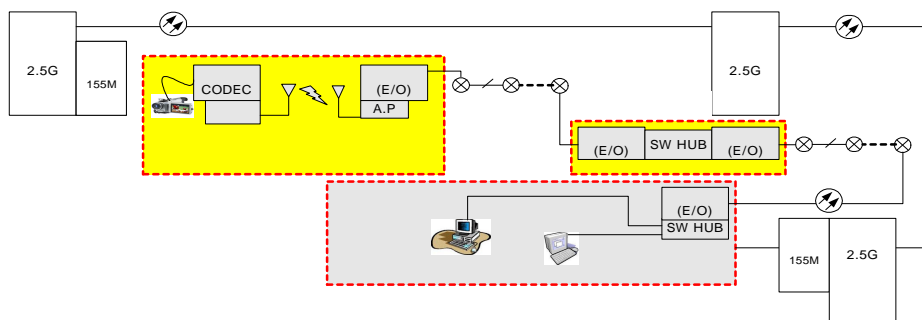 2.5G
155M
CODEC
(E/O)
A.P
2.5G
(E/O)
SW HUB
(E/O)
(E/O)
SW HUB
155M
2.5G